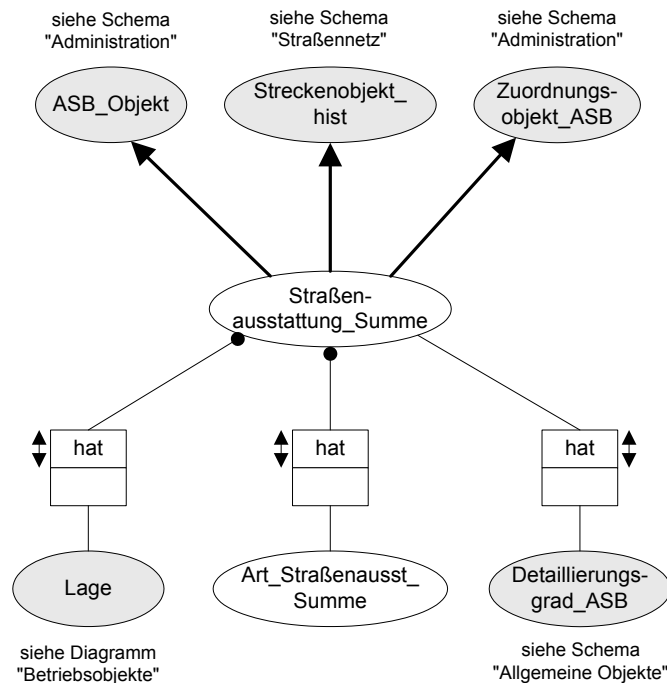 siehe Schema
"Administration"
siehe Schema
"Straßennetz"
siehe Schema
"Administration"
ASB_Objekt
Streckenobjekt_
hist
Zuordnungs-
objekt_ASB
Straßen-
ausstattung_Summe
hat
hat
hat
Lage
Art_Straßenausst_
Summe
Detaillierungs-
grad_ASB
siehe Diagramm
"Betriebsobjekte"
siehe Schema
"Allgemeine Objekte"